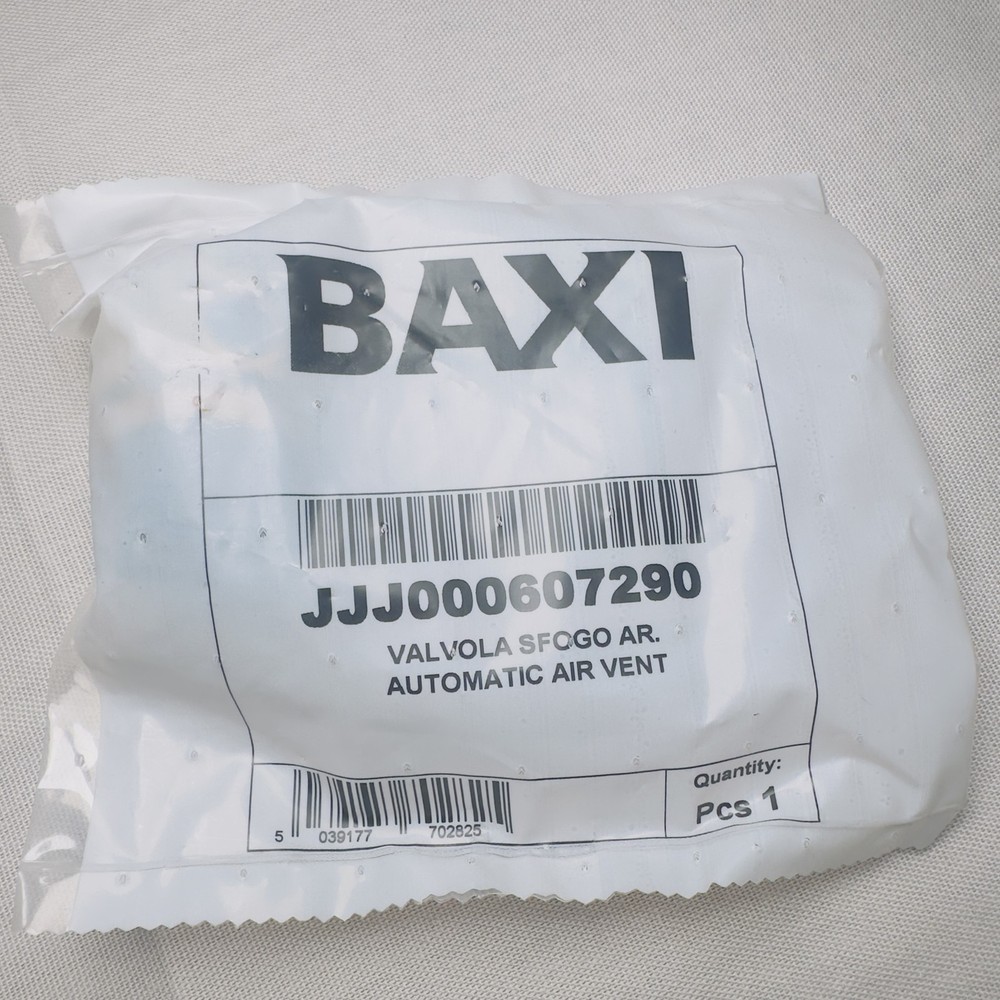 BAXI
JJJ000607290
VALVOLA SFOGO AR.
AUTOMATIC AIR VENT
5 039177 702825
Quantity:
Pcs 1